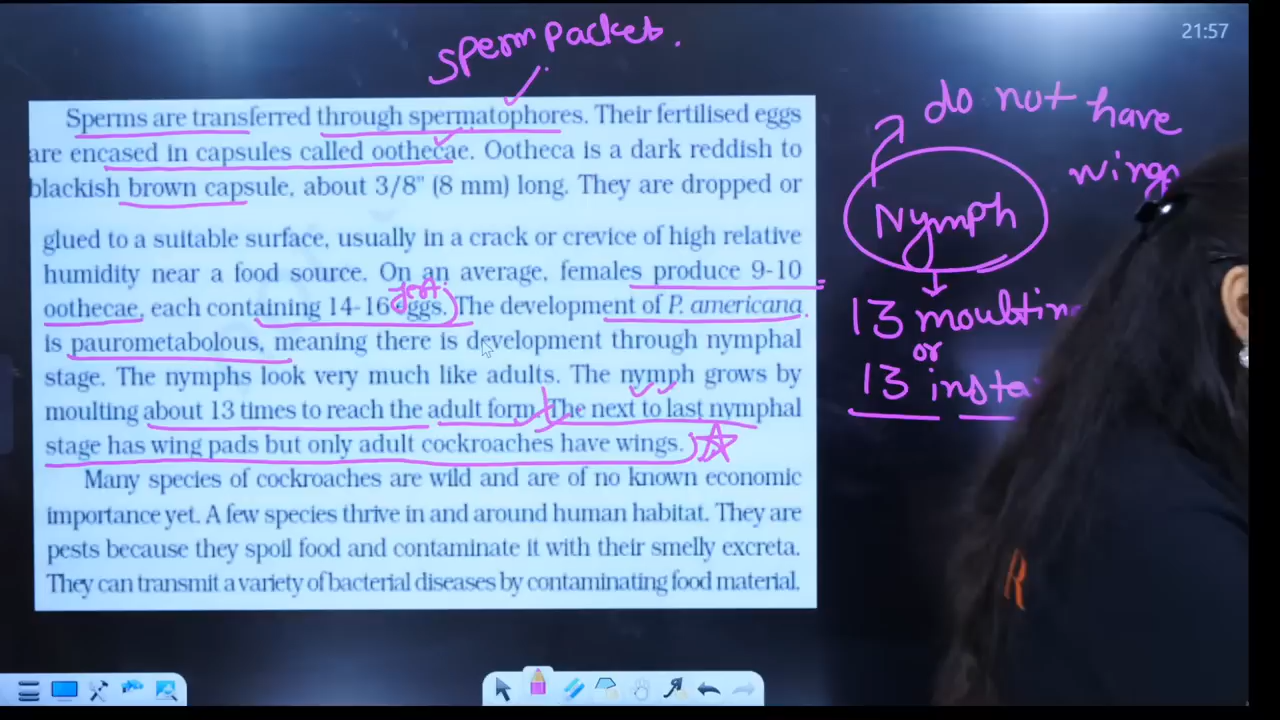 21:57
sperm packet.
Sperms are transferred through spermatophores. Their fertilised eggs
are encased in capsules called oothecae. Ootheca is a dark reddish to
blackish brown capsule, about 3/8" (8 mm) long. They are dropped or
glued to a suitable surface, usually in a crack or crevice of high relative
humidity near a food source. On an average, females produce 9-10
fert.
oothecae, each containing 14-16 eggs. The development of P. americana
is paurometabolous, meaning there is development through nymphal
stage. The nymphs look very much like adults. The nymph grows by
moulting about 13 times to reach the adult form. The next to last nymphal
stage has wing pads but only adult cockroaches have wings.
Many species of cockroaches are wild and are of no known economic
importance yet. A few species thrive in and around human habitat. They are
pests because they spoil food and contaminate it with their smelly excreta.
They can transmit a variety of bacterial diseases by contaminating food material.
do not have
wings
Nymph
13 moulting
or
13
R